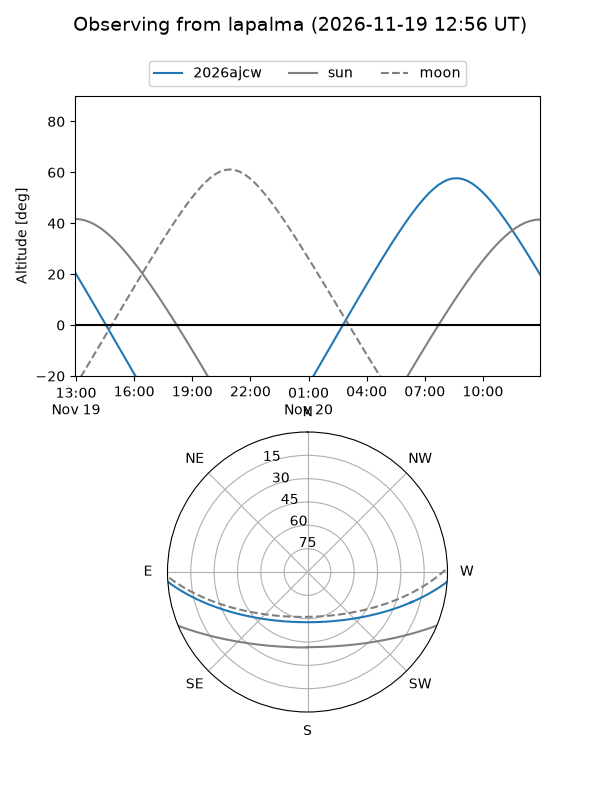 Observing from lapalma (2026-11-19 12:56 UT)
2026ajcw sun moon
Altitude [deg]
80
60
40
20
0
−20
13:00 16:00 19:00 22:00 01:00 04:00 07:00 10:00
Nov 19 Nov 20
N
NE NW
15
30
45
60
75
E W
SE SW
S